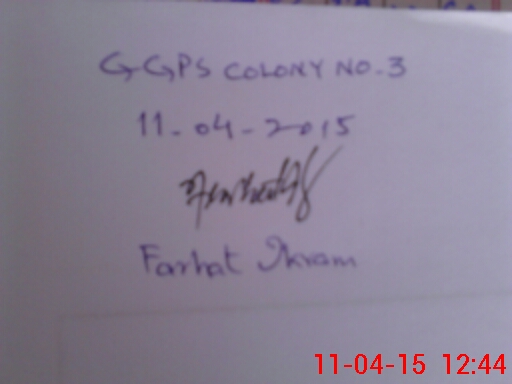 GGPS COLONY NO-3
11-04-2015
Farhat Ikram
11-04-15 12:44